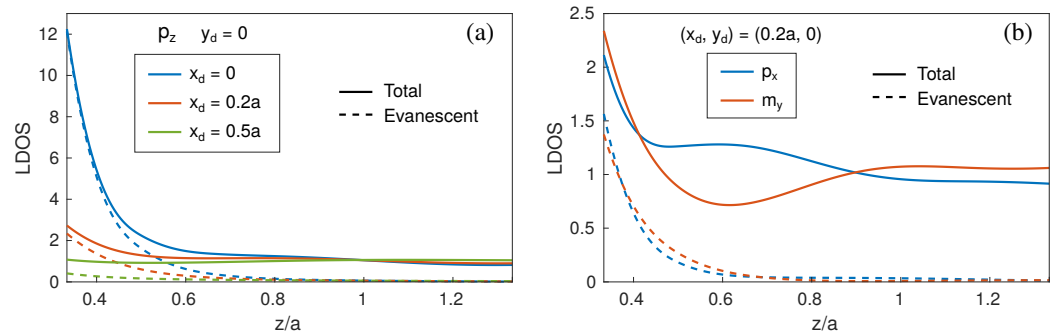 (a)
p_z y_d = 0
x_d = 0
x_d = 0.2a
x_d = 0.5a
Total
Evanescent
LDOS
12
10
8
6
4
2
0
0.4 0.6 0.8 1 1.2
z/a
(b)
(x_d, y_d) = (0.2a, 0)
p_x
m_y
Total
Evanescent
LDOS
2.5
2
1.5
1
0.5
0
0.4 0.6 0.8 1 1.2
z/a